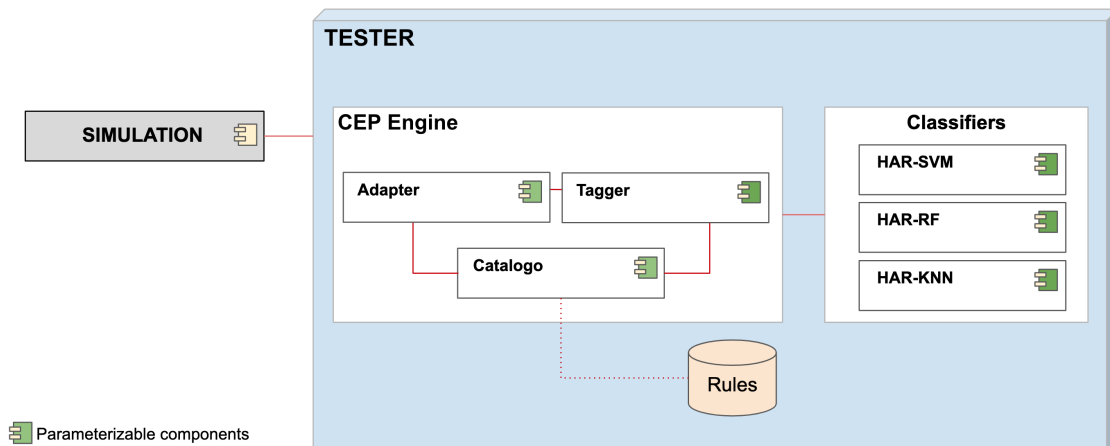 TESTER
SIMULATION
CEP Engine
Adapter
Tagger
Catalogo
Classifiers
HAR-SVM
HAR-RF
HAR-KNN
Rules
Parameterizable components